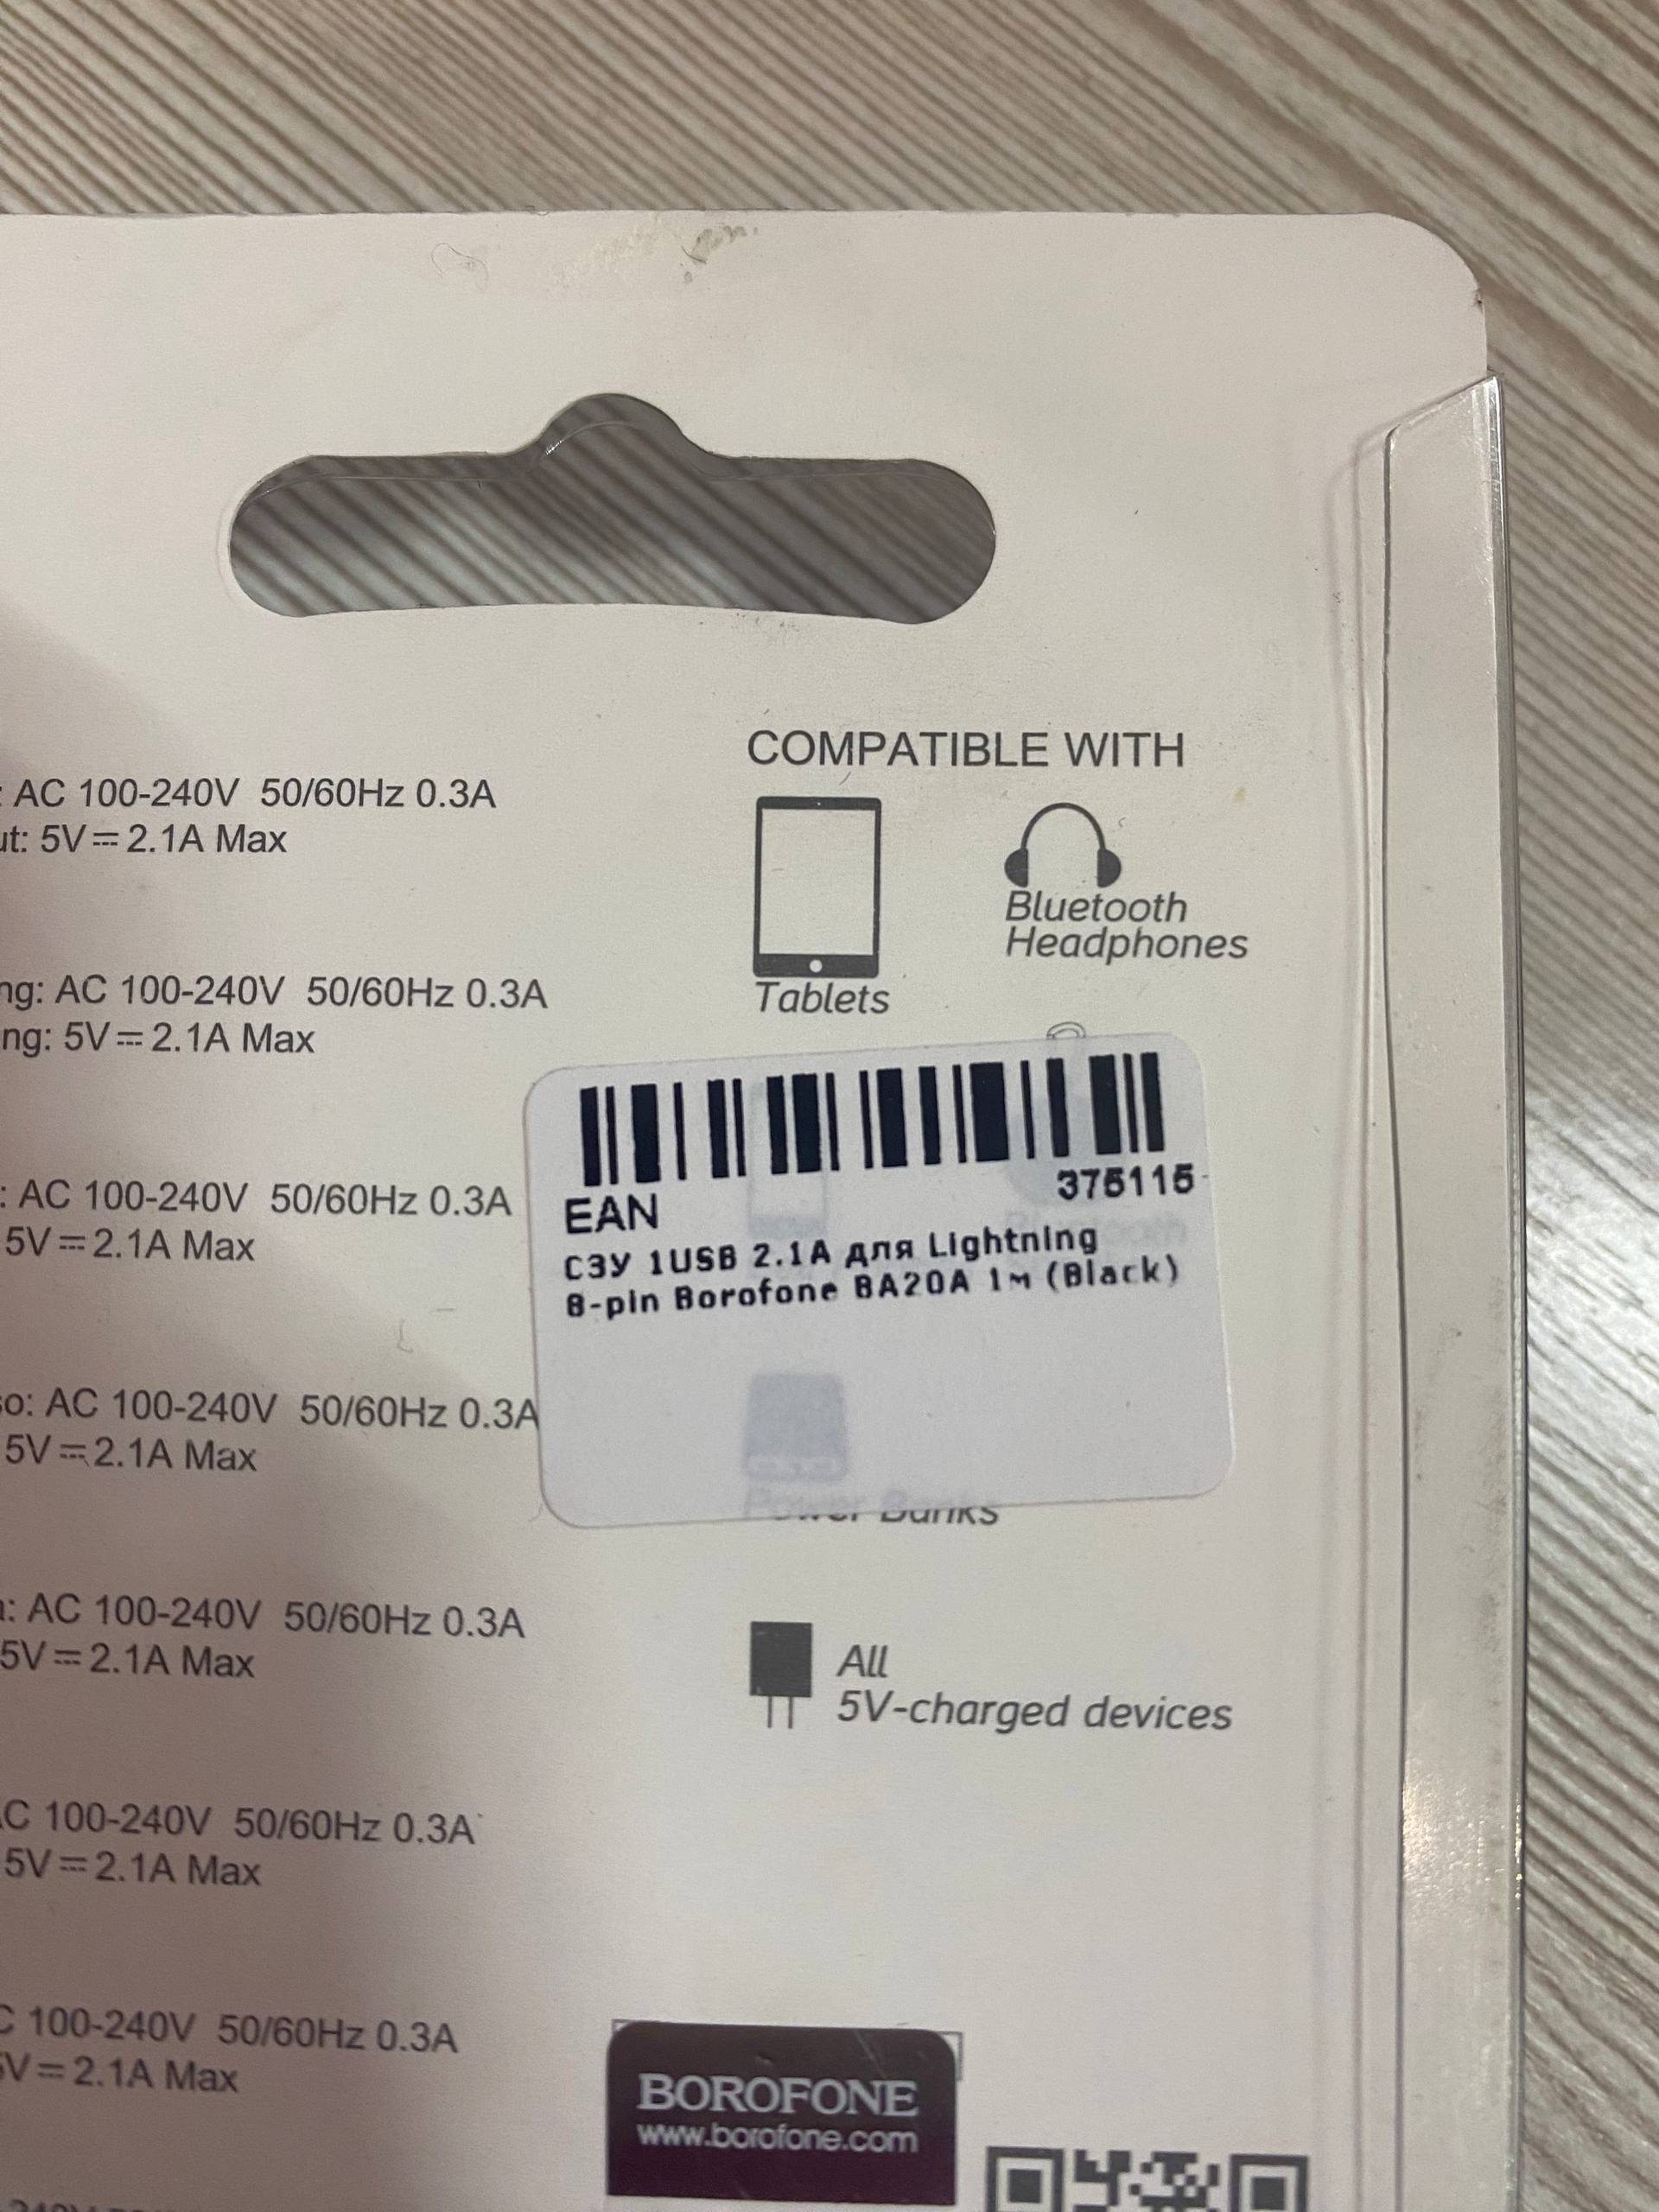 : AC 100-240V 50/60Hz 0.3A
ut: 5V⎓2.1A Max
ng: AC 100-240V 50/60Hz 0.3A
ng: 5V⎓2.1A Max
: AC 100-240V 50/60Hz 0.3A
5V⎓2.1A Max
so: AC 100-240V 50/60Hz 0.3A
5V⎓2.1A Max
: AC 100-240V 50/60Hz 0.3A
5V⎓2.1A Max
AC 100-240V 50/60Hz 0.3A
5V⎓2.1A Max
C 100-240V 50/60Hz 0.3A
5V⎓2.1A Max
COMPATIBLE WITH
Tablets
Bluetooth
Headphones
375115
EAN
СЗУ 1USB 2.1A для Lightning
8-pin Borofone BA20A 1м (Black)
Power Banks
All
5V-charged devices
BOROFONE
www.borofone.com